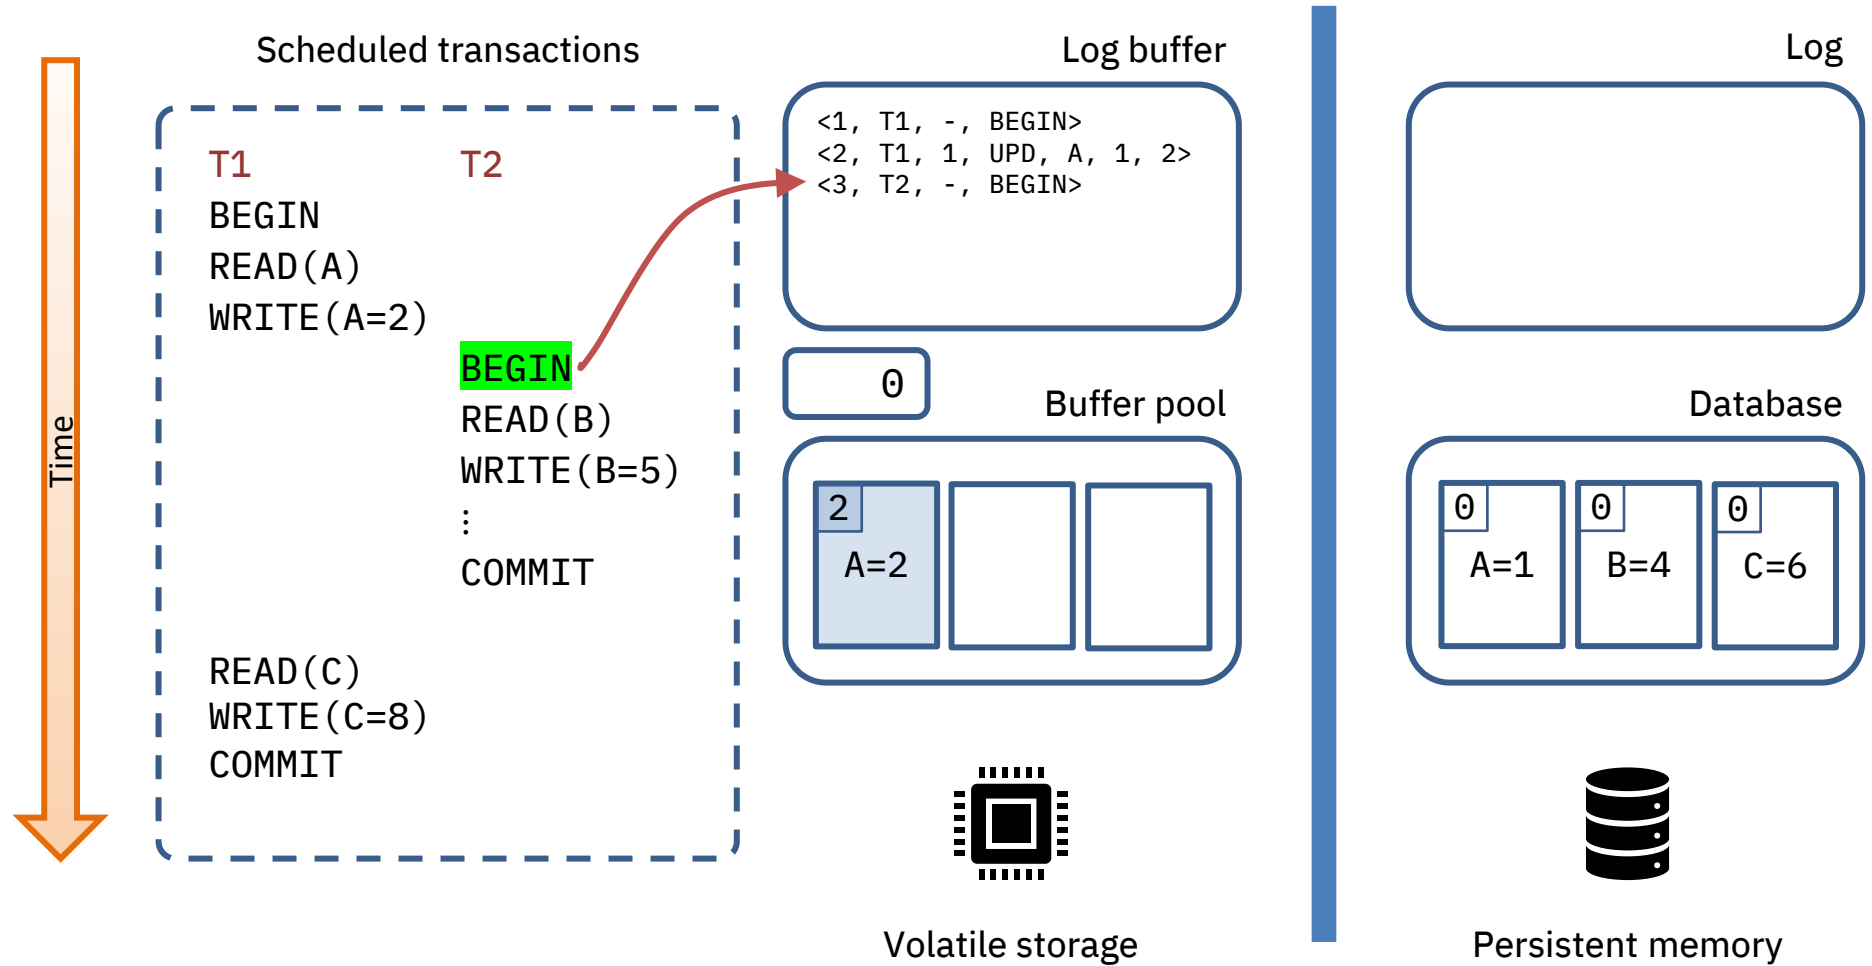 Scheduled transactions
Log buffer
Log
Time
T1
T2
BEGIN
READ(A)
WRITE(A=2)
BEGIN
READ(B)
WRITE(B=5)
⋮
COMMIT
READ(C)
WRITE(C=8)
COMMIT
<1, T1, -, BEGIN>
<2, T1, 1, UPD, A, 1, 2>
<3, T2, -, BEGIN>
0
Buffer pool
2
A=2
Database
0
A=1
0
B=4
0
C=6
Volatile storage
Persistent memory